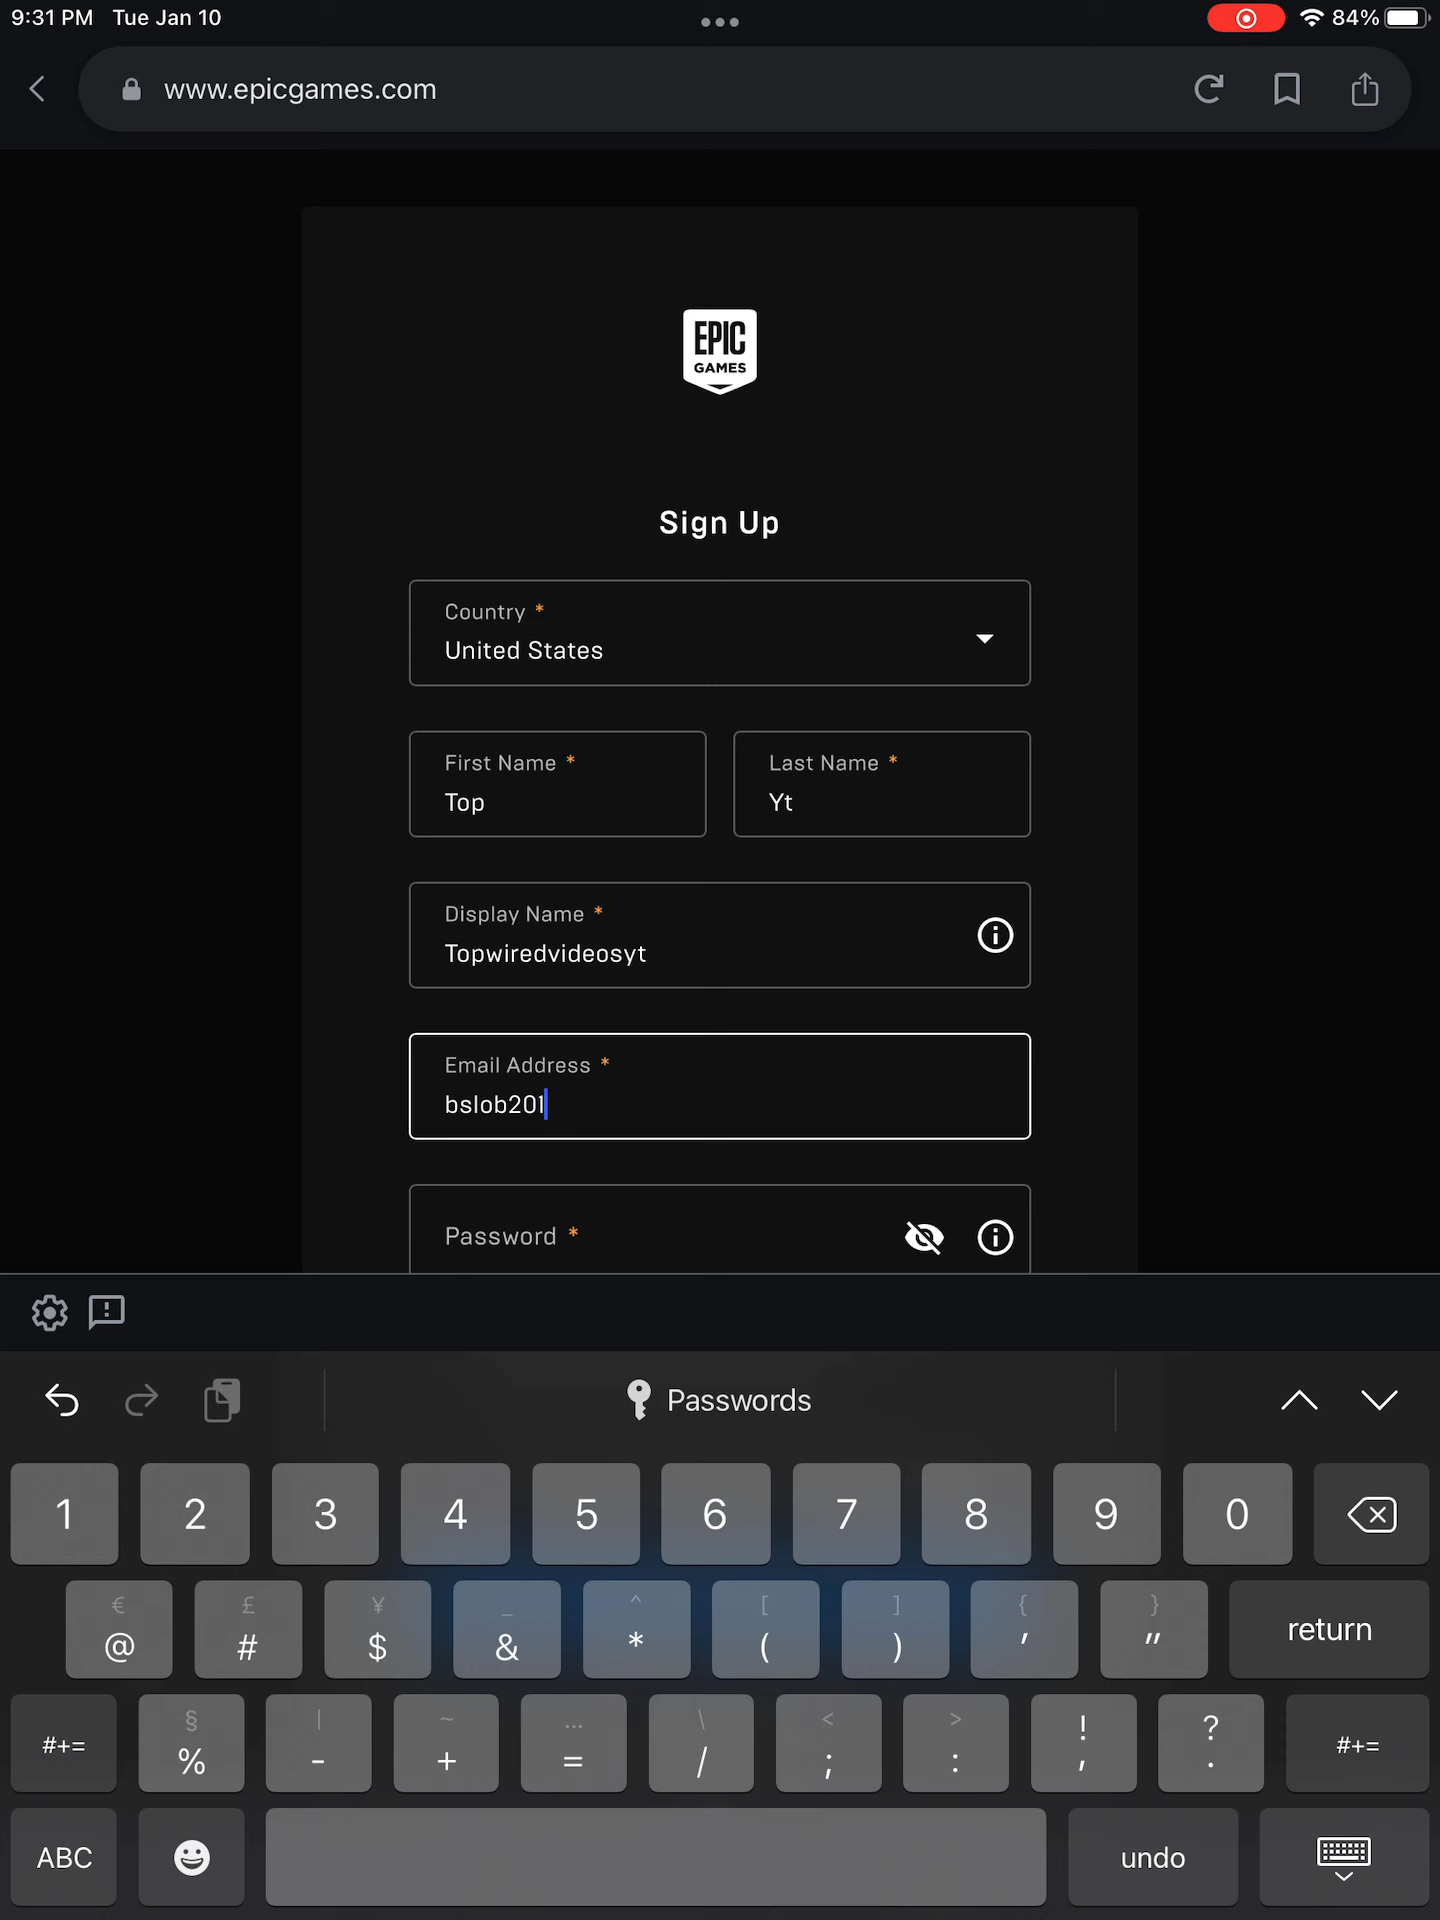 9:31 PM Tue Jan 10
84%
www.epicgames.com
EPIC
GAMES
Sign Up
Country *
United States
First Name * Last Name *
Top Yt
Display Name *
Topwiredvideosyt
Email Address *
bslob201
Password *
Passwords
1 2 3 4 5 6 7 8 9 0
€ £ ¥ _ ^ [ ] { }
@ # $ & * ( ) ' " return
§ | ~ … \ < > ! ?
#+= % - + = / ; : , . #+=
ABC undo